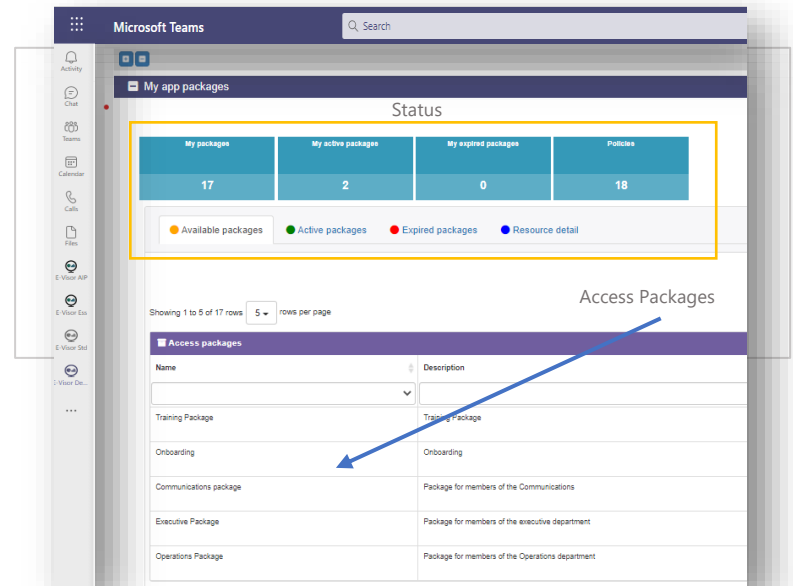 Microsoft Teams
Search
Activity
Chat
Teams
Calendar
Calls
Files
E-Visor AIP
E-Visor Ess
E-Visor Std
E-Visor De...
My app packages
Status
My packages My active packages My expired packages Policies
17 2 0 18
Available packages Active packages Expired packages Resource detail
Access Packages
Showing 1 to 5 of 17 rows 5 rows per page
Access packages
Name Description
Training Package Training Package
Onboarding Onboarding
Communications package Package for members of the Communications
Executive Package Package for members of the executive department
Operations Package Package for members of the Operations department